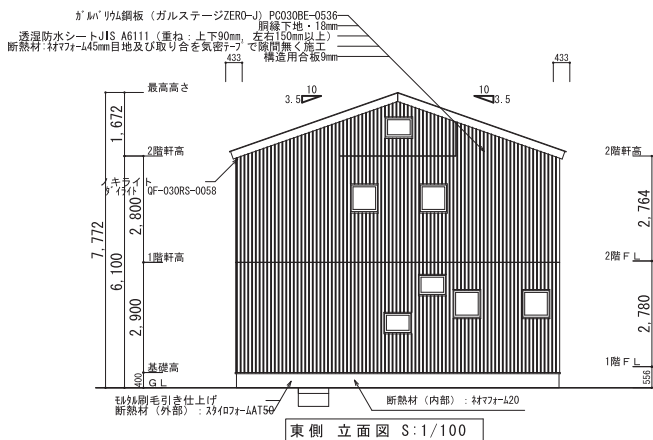 ｶﾞﾙﾊﾞﾘｳﾑ鋼板（ガルステージZERO-J）PC030BE-0536
胴縁下地・18mm
透湿防水シートJIS A6111（重ね：上下90mm, 左右150mm以上）
断熱材:ﾈｵﾏﾌｫｰﾑ45mm目地及び取り合を気密ﾃｰﾌﾟで隙間無く施工
構造用合板9mm
433
433
最高高さ
10
3.5
10
3.5
1,672
2階軒高
2階軒高
ノキライト
ﾀﾞｲﾗｲﾄ QF-030RS-0058
2,800
2,764
7,772
6,100
1階軒高
2階ＦＬ
2,900
2,780
基礎高
1階ＦＬ
400
GL
556
ﾓﾙﾀﾙ刷毛引き仕上げ
断熱材（外部）：ｽﾀｲﾛﾌｫｰﾑAT50
断熱材（内部）：ﾈｵﾏﾌｫｰﾑ20
東側 立面図 S:1/100